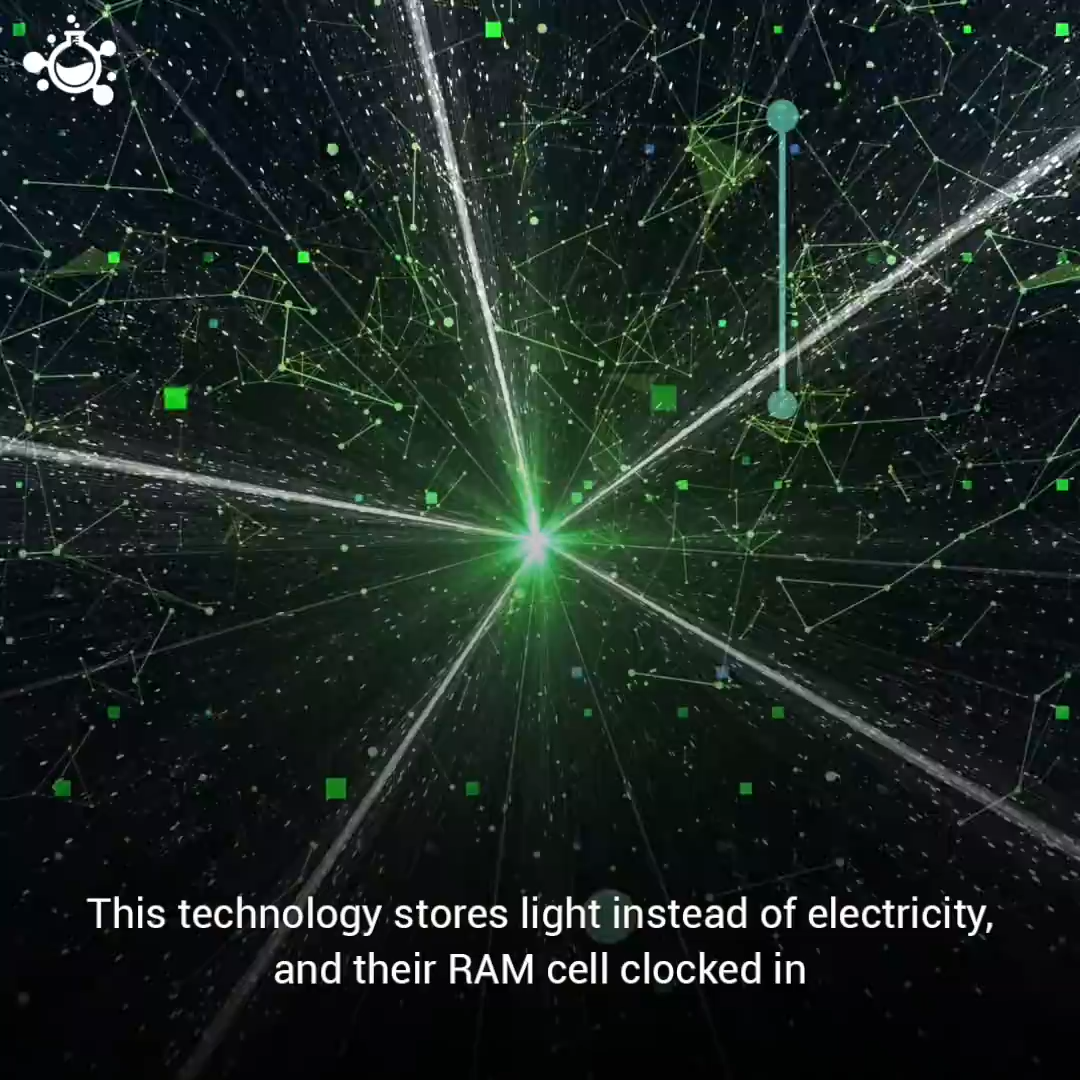 This technology stores light instead of electricity,
and their RAM cell clocked in